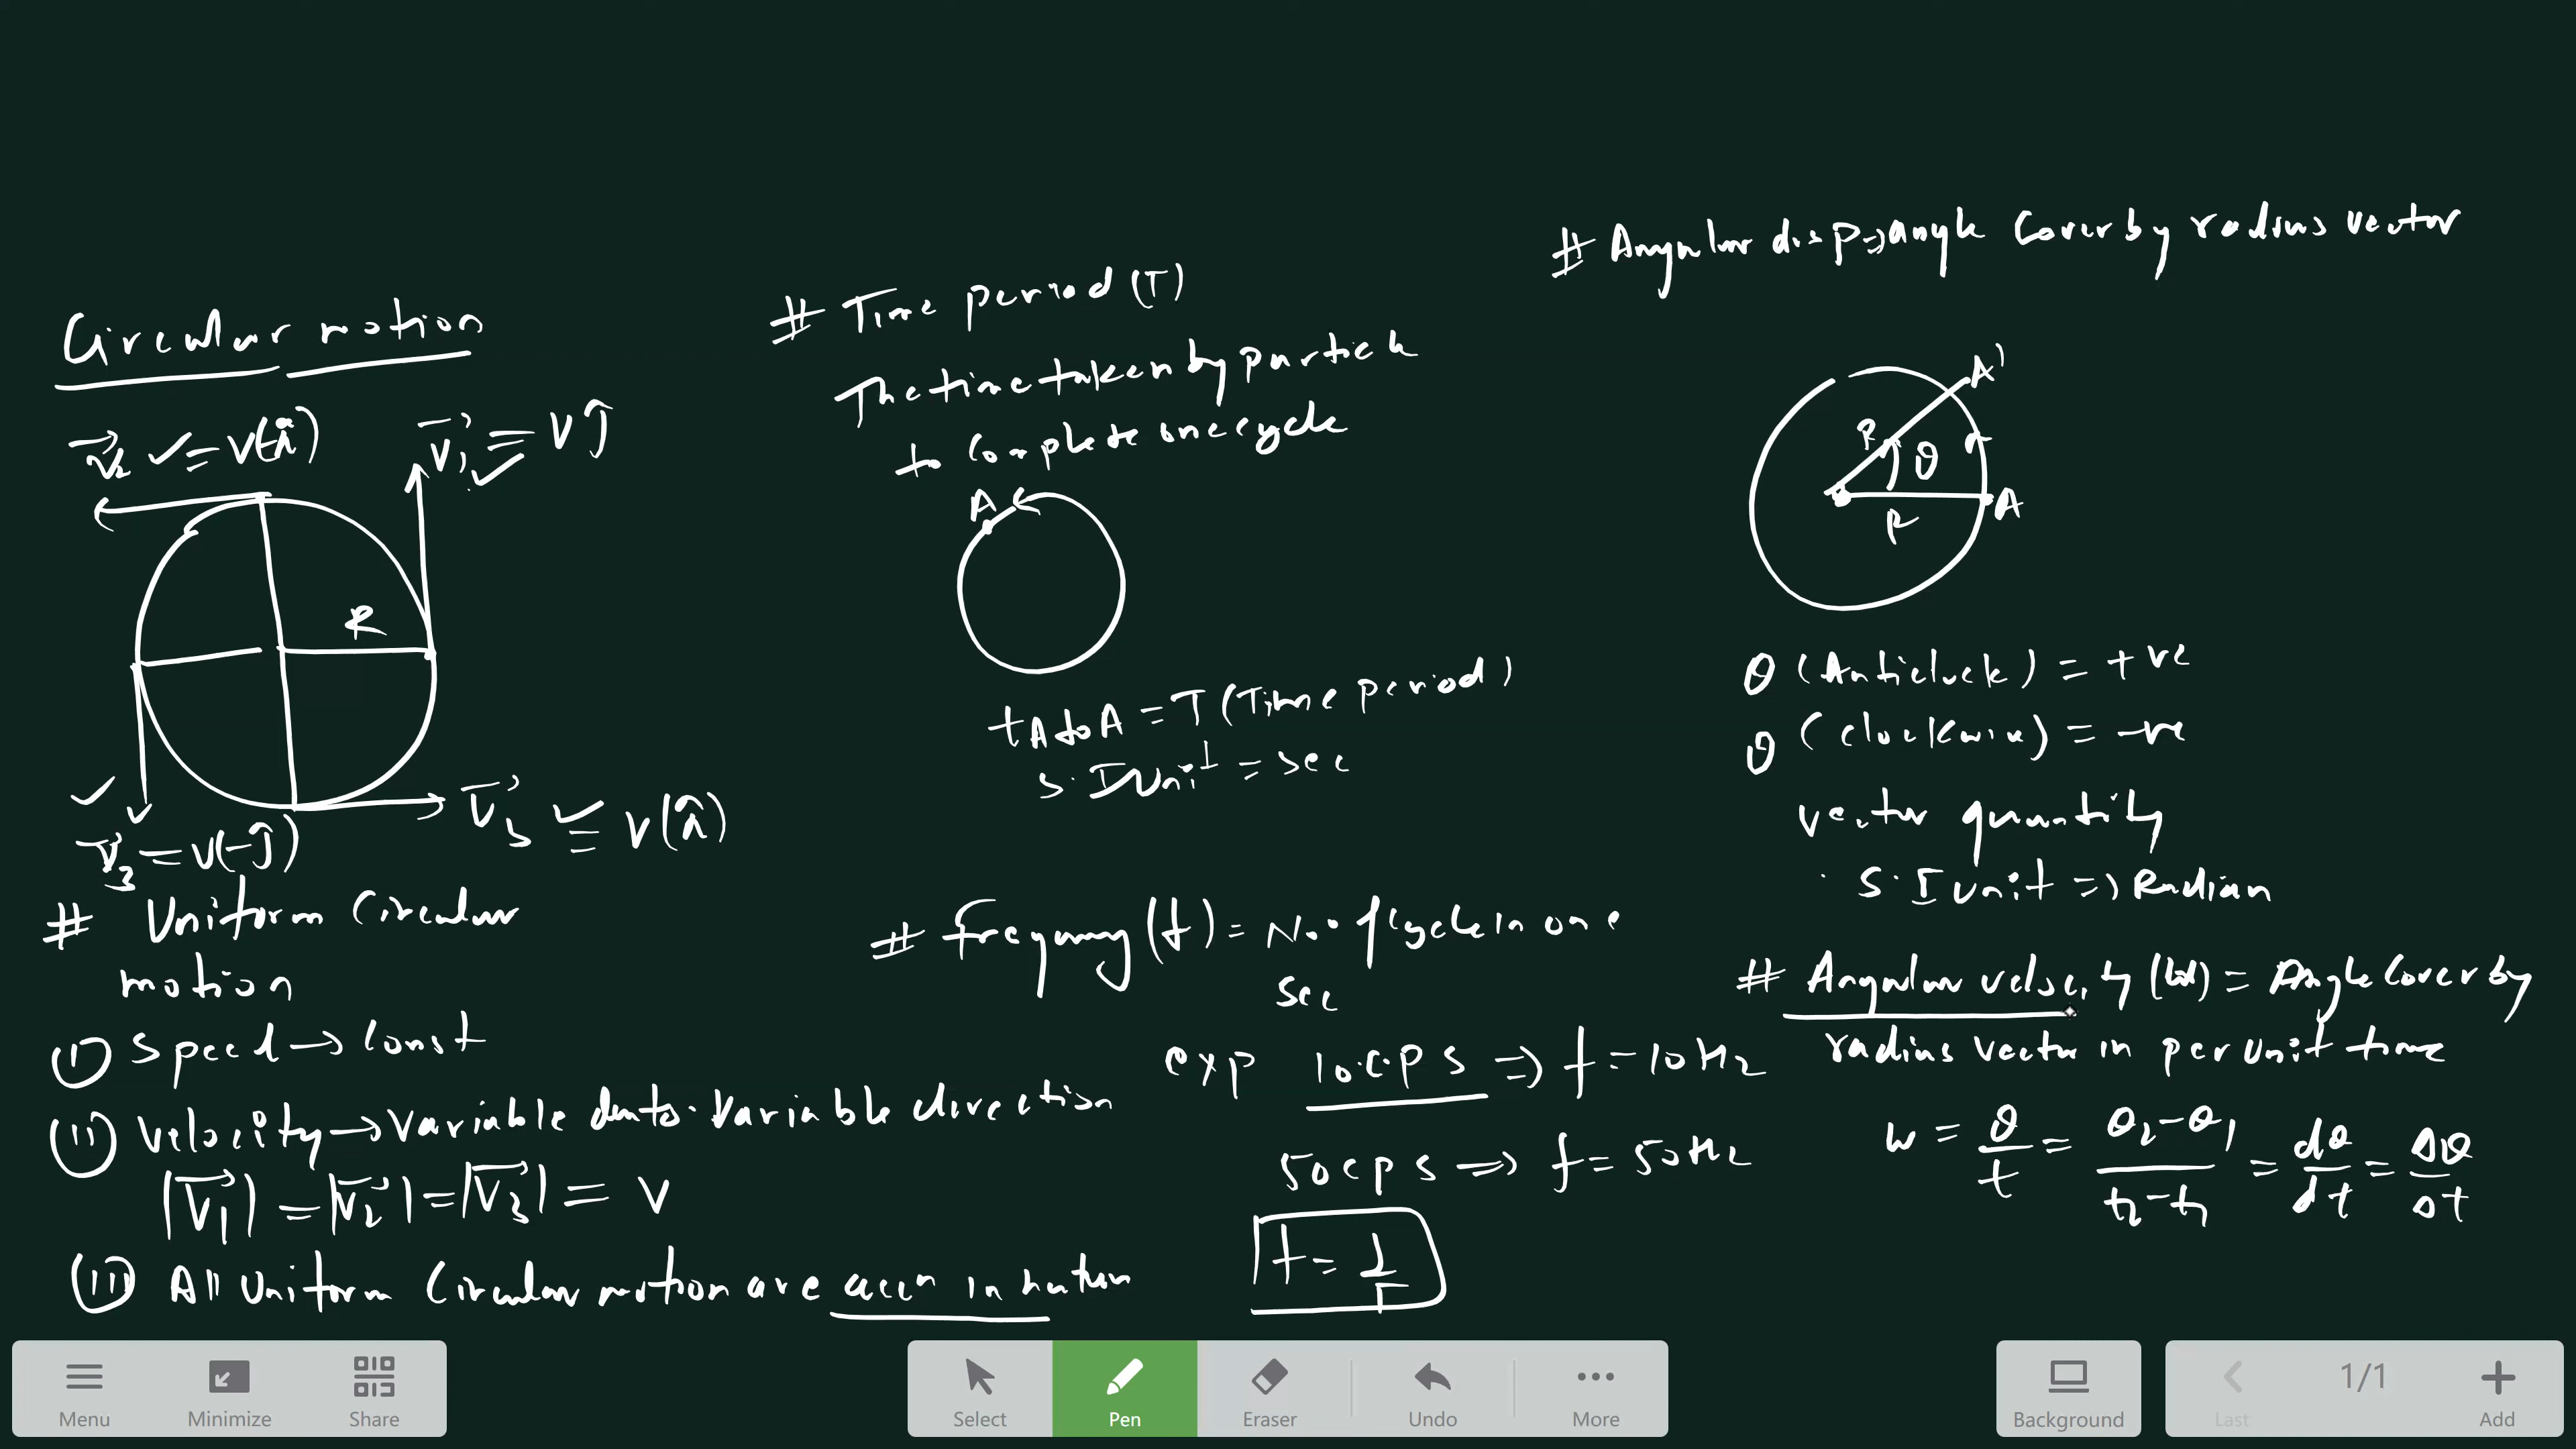 Circular motion
V₂ = V(-î)
V₁ = Vĵ
R
V₃ = V(-ĵ)
V₃ = V(î)
# Uniform Circular
motion
(i) Speed → Const
(ii) Velocity → Variable due to Variable direction
|V₁| = |V₂| = |V₃| = V
(iii) All Uniform Circular motion are accⁿ in nature
# Time period (T)
The time taken by particle
to Complete one cycle
A
t A to A = T (Time period)
S.I Unit = sec
# frequency (f) = No. of cycle in one
sec
exp 10 C.P S ⇒ f = 10 Hz
50 c p s ⇒ f = 50 Hz
f = 1/T
# Angular disp ⇒ angle Cover by radius vector
A'
R
θ
A
R
θ (Anticlock) = +ve
θ (clockwise) = -ve
Vector quantity
S.I Unit ⇒ Radian
# Angular velocity (ω) = Angle Cover by
radius vector in per unit time
w = θ/t = θ₂-θ₁/t₂-t₁ = dθ/dt = Δθ/Δt
Menu
Minimize
Share
Select
Pen
Eraser
Undo
More
Background
Last
1/1
Add